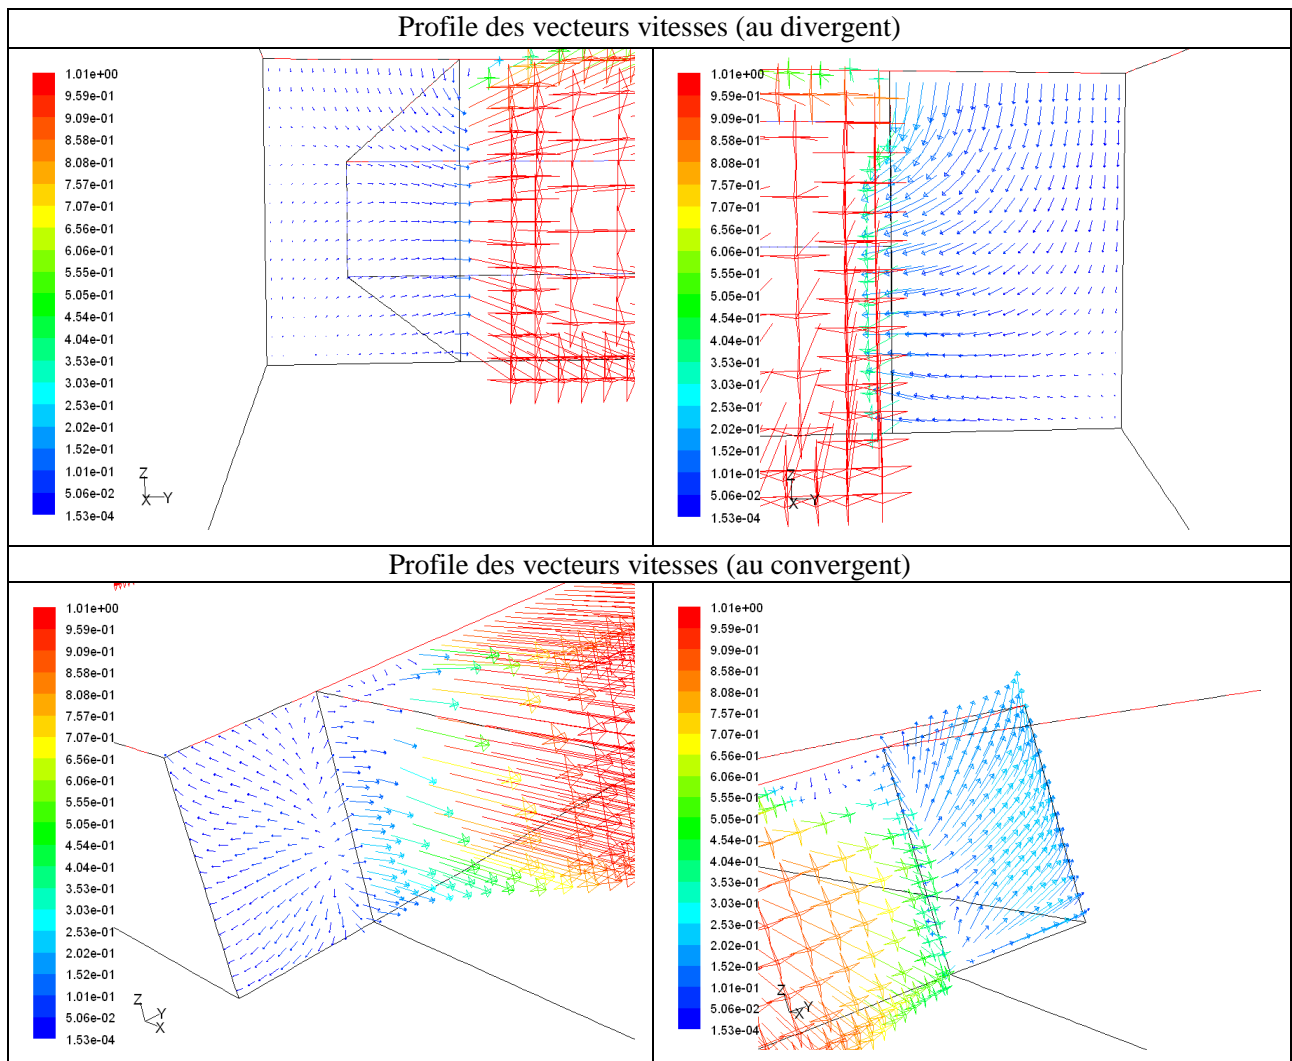 Profile des vecteurs vitesses (au divergent)
1.01e+00
9.59e-01
9.09e-01
8.58e-01
8.08e-01
7.57e-01
7.07e-01
6.56e-01
6.06e-01
5.55e-01
5.05e-01
4.54e-01
4.04e-01
3.53e-01
3.03e-01
2.53e-01
2.02e-01
1.52e-01
1.01e-01
5.06e-02
1.53e-04
Z
X
Y
1.01e+00
9.59e-01
9.09e-01
8.58e-01
8.08e-01
7.57e-01
7.07e-01
6.56e-01
6.06e-01
5.55e-01
5.05e-01
4.54e-01
4.04e-01
3.53e-01
3.03e-01
2.53e-01
2.02e-01
1.52e-01
1.01e-01
5.06e-02
1.53e-04
Z
X
Y
Profile des vecteurs vitesses (au convergent)
1.01e+00
9.59e-01
9.09e-01
8.58e-01
8.08e-01
7.57e-01
7.07e-01
6.56e-01
6.06e-01
5.55e-01
5.05e-01
4.54e-01
4.04e-01
3.53e-01
3.03e-01
2.53e-01
2.02e-01
1.52e-01
1.01e-01
5.06e-02
1.53e-04
Z
Y
X
1.01e+00
9.59e-01
9.09e-01
8.58e-01
8.08e-01
7.57e-01
7.07e-01
6.56e-01
6.06e-01
5.55e-01
5.05e-01
4.54e-01
4.04e-01
3.53e-01
3.03e-01
2.53e-01
2.02e-01
1.52e-01
1.01e-01
5.06e-02
1.53e-04
Z
Y
X